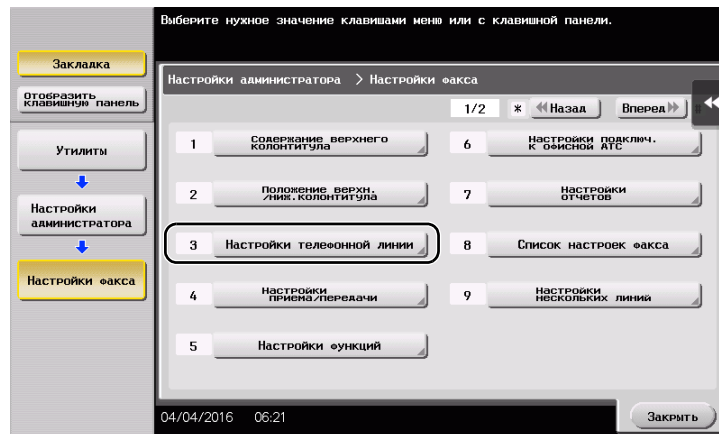 Выберите нужное значение клавишами меню или с клавишной панели.
Закладка
Отобразить
клавишную панель
Утилиты
Настройки
администратора
Настройки факса
Настройки администратора > Настройки факса
1/2 * Назад Вперед
1 Содержание верхнего
колонтитула
2 Положение верхн.
/ниж.колонтитула
3 Настройки телефонной линии
4 Настройки
приема/передачи
5 Настройки функций
6 Настройки подключ.
к офисной АТС
7 Настройки
отчетов
8 Список настроек факса
9 Настройки
нескольких линий
04/04/2016 06:21
Закрыть